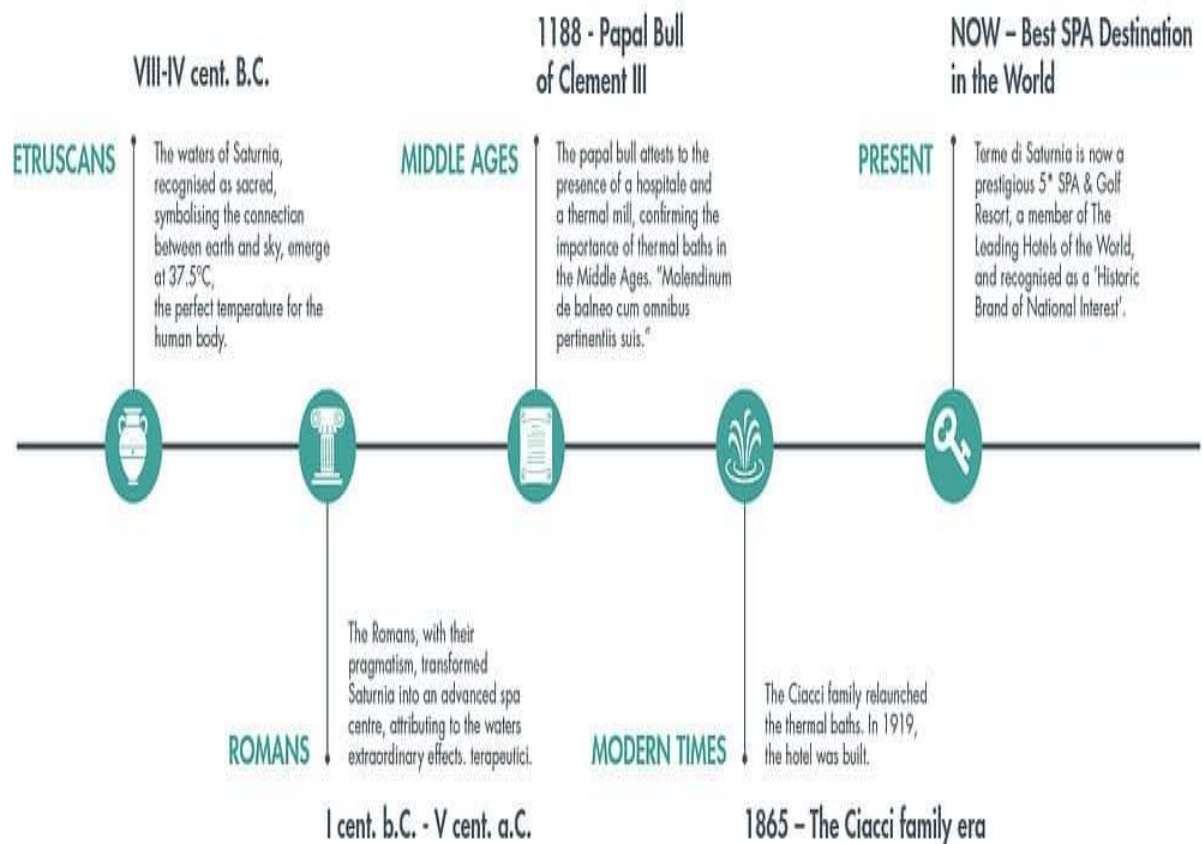 VIII-IV cent. B.C.
ETRUSCANS
The waters of Saturnia,
recognised as sacred,
symbolising the connection
between earth and sky, emerge
at 37.5°C,
the perfect temperature for the
human body.
ROMANS
The Romans, with their
pragmatism, transformed
Saturnia into an advanced spa
centre, attributing to the waters
extraordinary effects. terapeutici.
I cent. b.C. - V cent. a.C.
1188 - Papal Bull
of Clement III
MIDDLE AGES
The papal bull attests to the
presence of a hospitale and
a thermal mill, confirming the
importance of thermal baths in
the Middle Ages. "Molendinum
de balneo cum omnibus
pertinentiis suis."
MODERN TIMES
The Ciacci family relaunched
the thermal baths. In 1919,
the hotel was built.
1865 – The Ciacci family era
NOW – Best SPA Destination
in the World
PRESENT
Terme di Saturnia is now a
prestigious 5* SPA & Golf
Resort, a member of The
Leading Hotels of the World,
and recognised as a 'Historic
Brand of National Interest'.